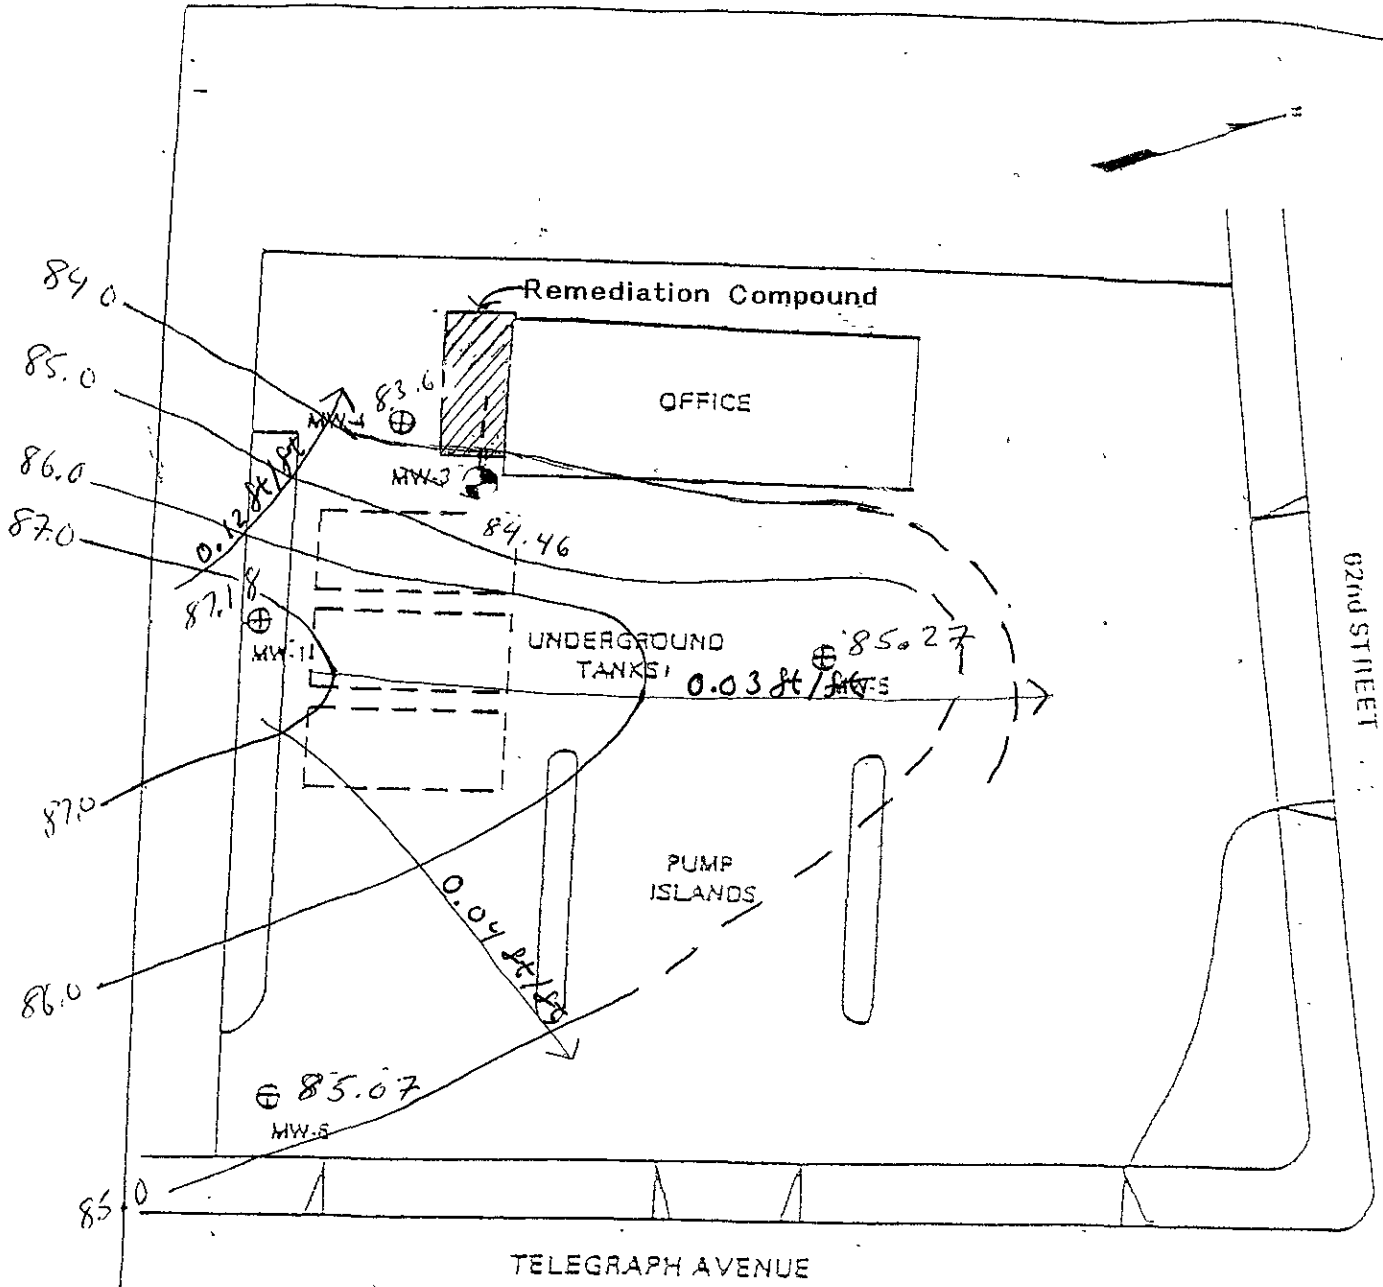 84.0
Remediation Compound
85.0
83.61
OFFICE
MW-4
86.0
MW-3
0.12 ft/ft
87.0
84.46
87.18
62nd STREET
UNDERGROUND
TANKS
85.27
MW-11
0.03 ft/ft
MW-5
87.0
PUMP
ISLANDS
0.04 ft/ft
86.0
85.07
85.0
TELEGRAPH AVENUE